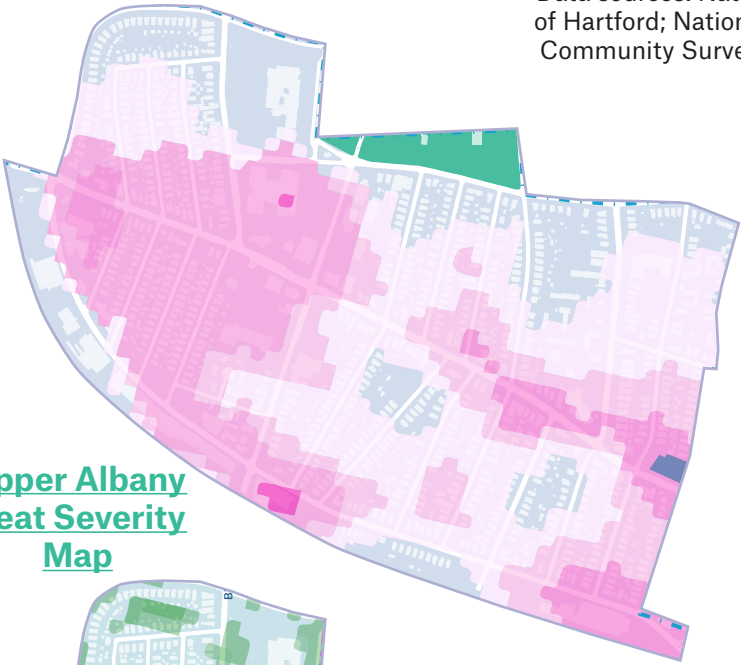 of Hartford; Nation
Community Surve
pper Albany
eat Severity
Map
B